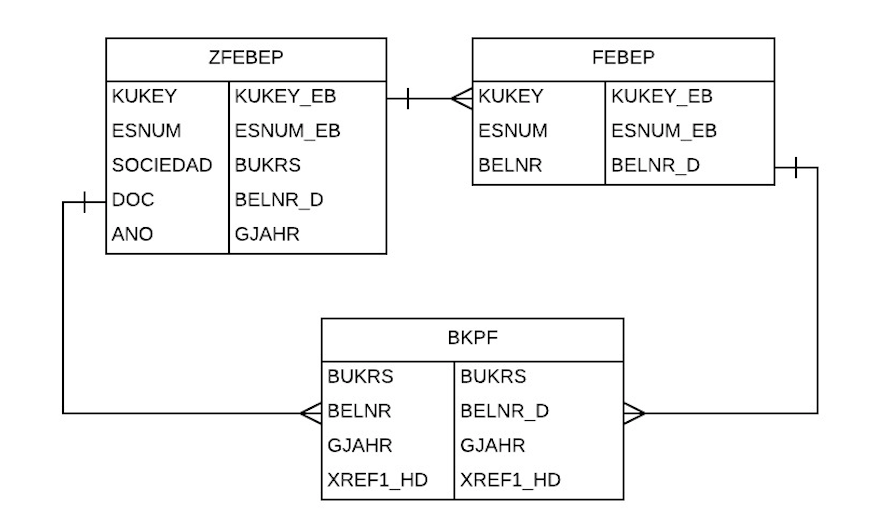 ZFEBEP
KUKEY KUKEY_EB
ESNUM ESNUM_EB
SOCIEDAD BUKRS
DOC BELNR_D
ANO GJAHR
FEBEP
KUKEY KUKEY_EB
ESNUM ESNUM_EB
BELNR BELNR_D
BKPF
BUKRS BUKRS
BELNR BELNR_D
GJAHR GJAHR
XREF1_HD XREF1_HD